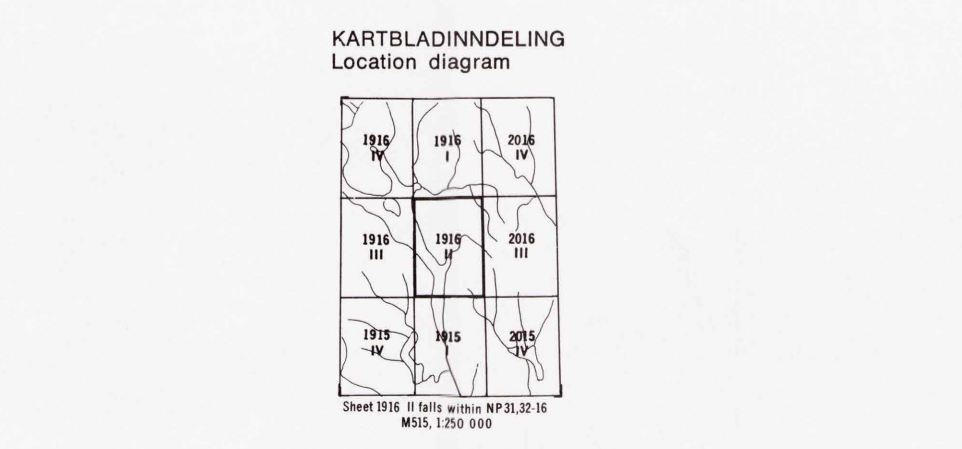 KARTBLADINNDELING
Location diagram
1916 1916 2016
IV I IV
1916 1916 2016
III II III
1915 1915 2015
IV I IV
Sheet 1916 II falls within NP31,32-16
M515, 1:250 000